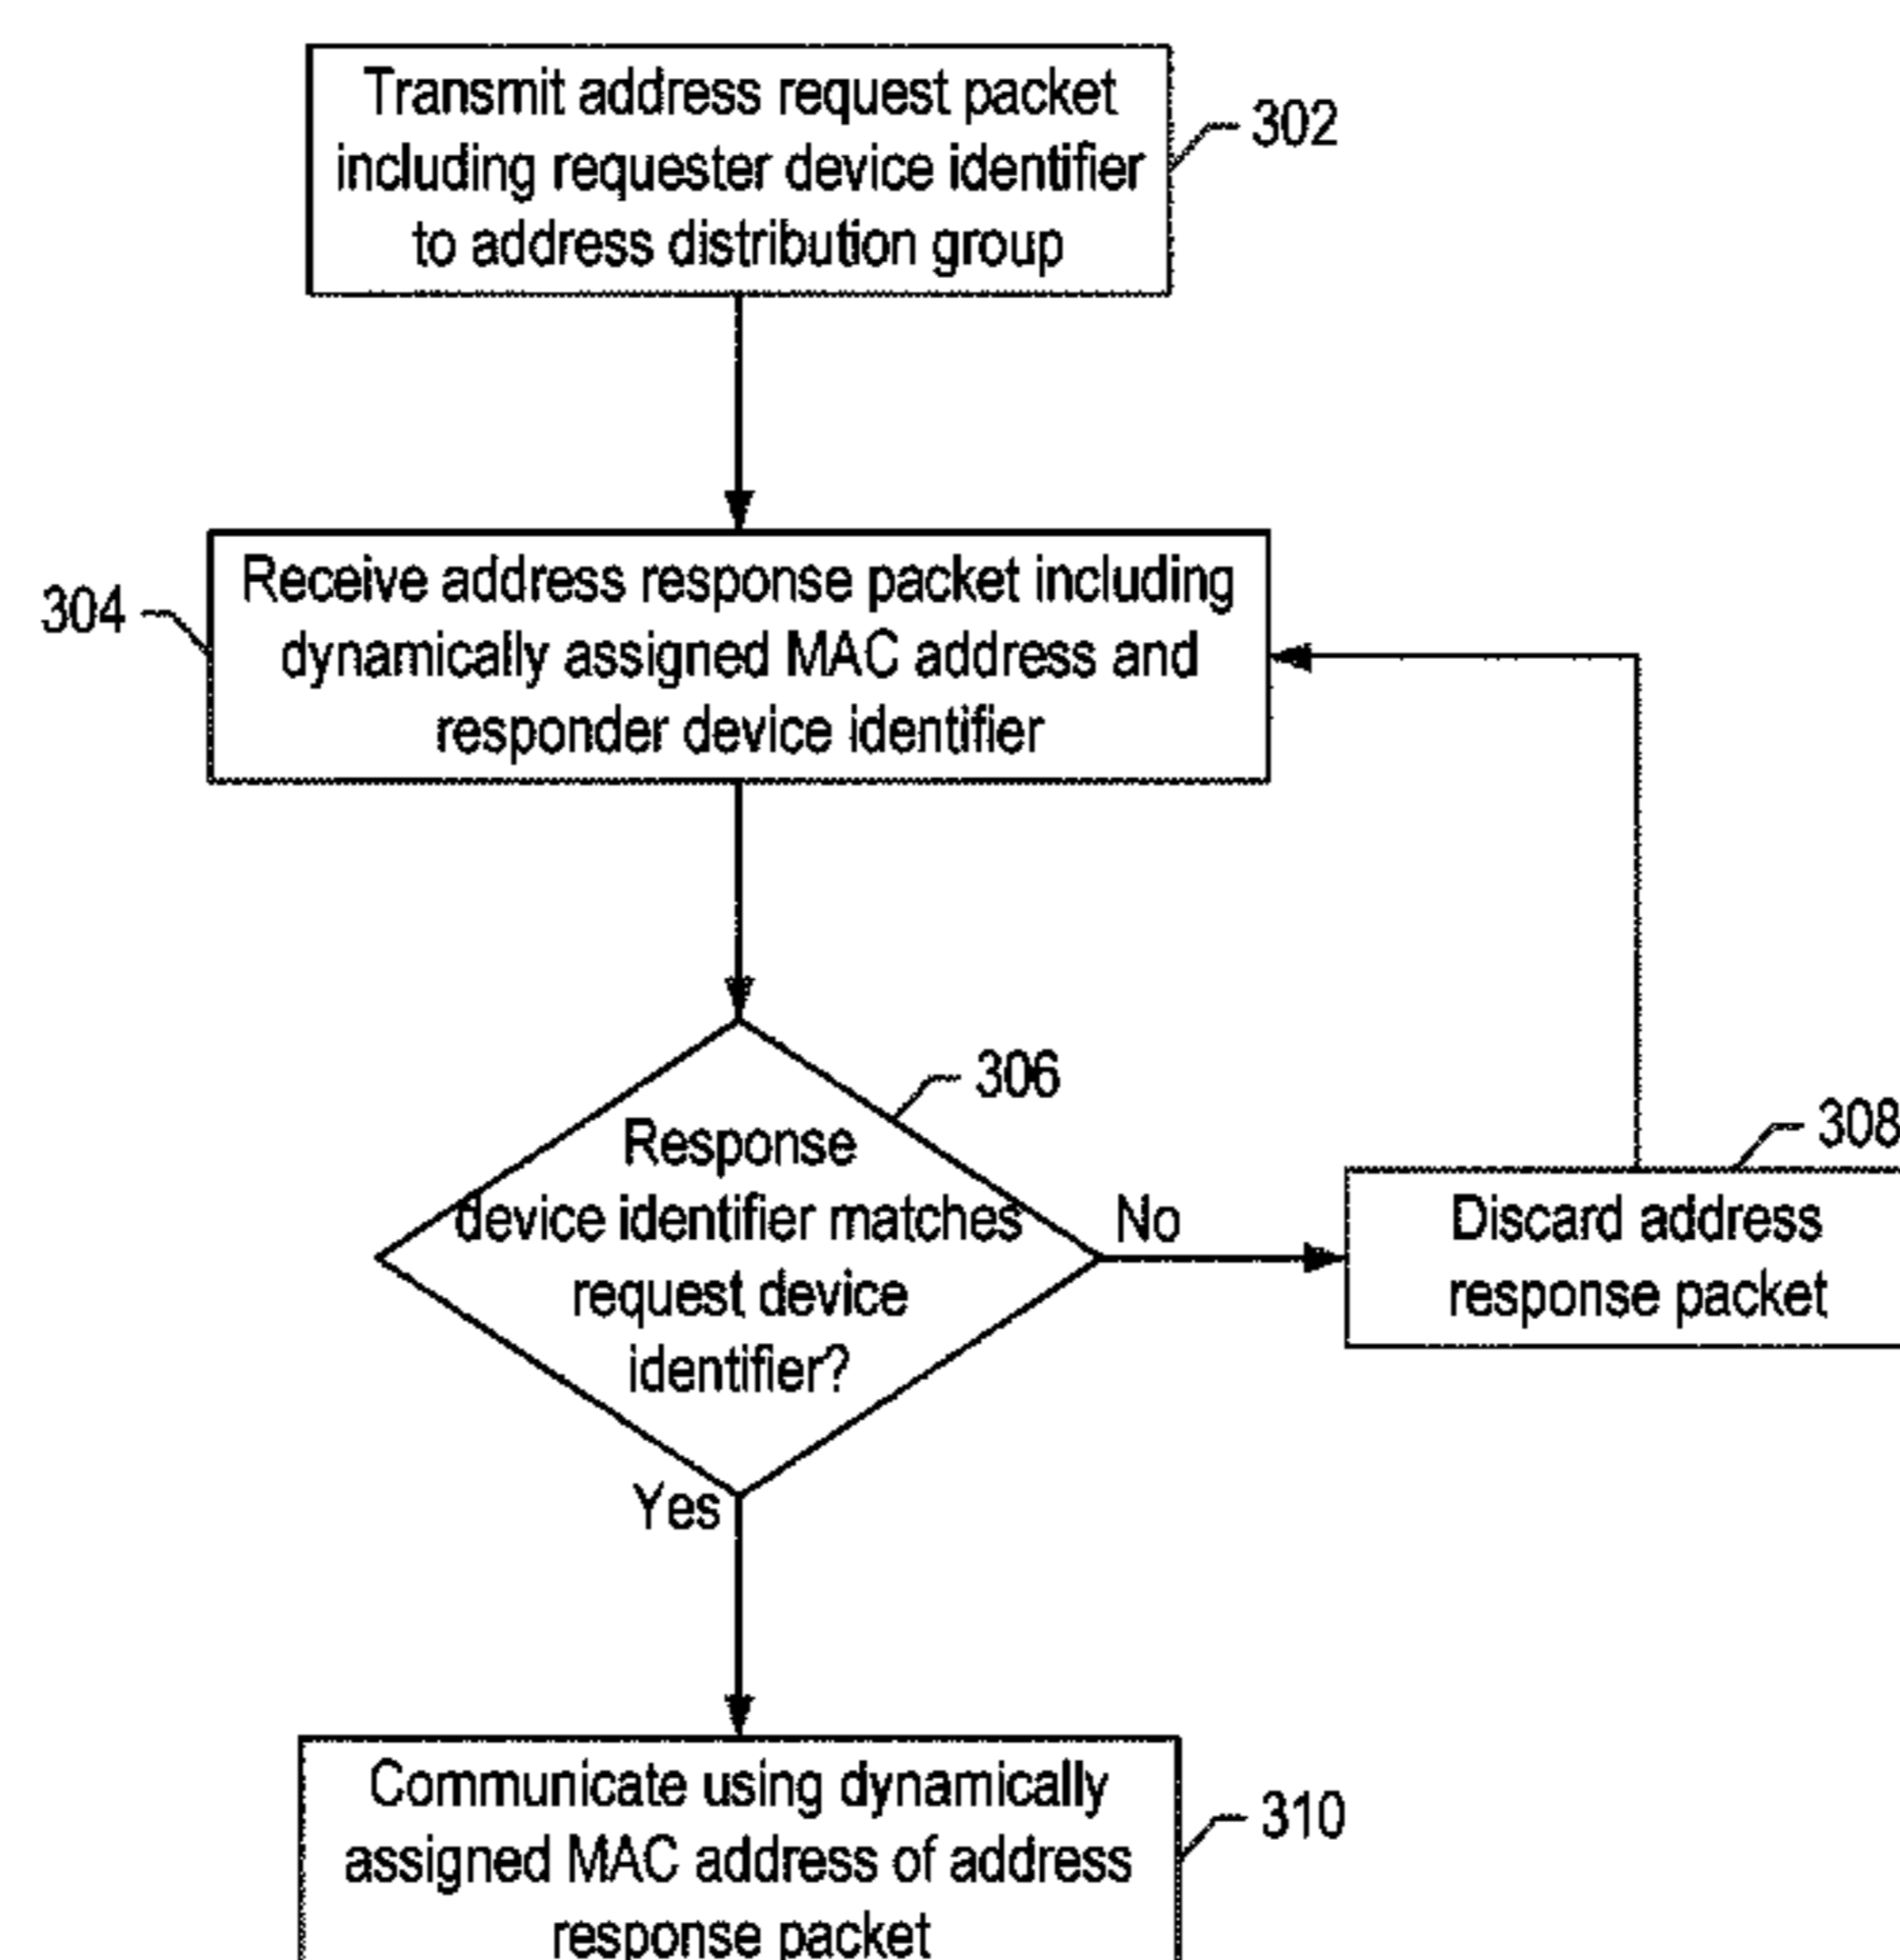 Transmit address request packet
including requester device identifier
to address distribution group
302
304
Receive address response packet including
dynamically assigned MAC address and
responder device identifier
306
Response
device identifier matches
request device
identifier?
No
308
Discard address
response packet
Yes
Communicate using dynamically
assigned MAC address of address
response packet
310